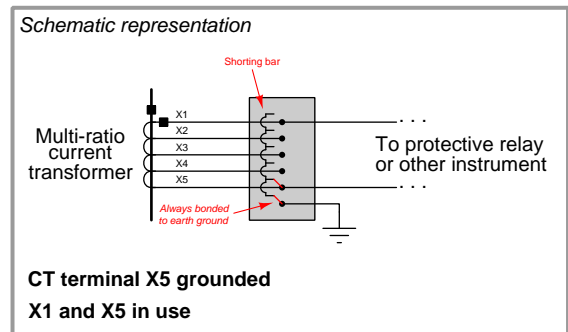 Schematic representation
Shorting bar
X1
X2
X3
X4
X5
Multi-ratio
current
transformer
To protective relay
or other instrument
Always bonded
to earth ground
CT terminal X5 grounded
X1 and X5 in use